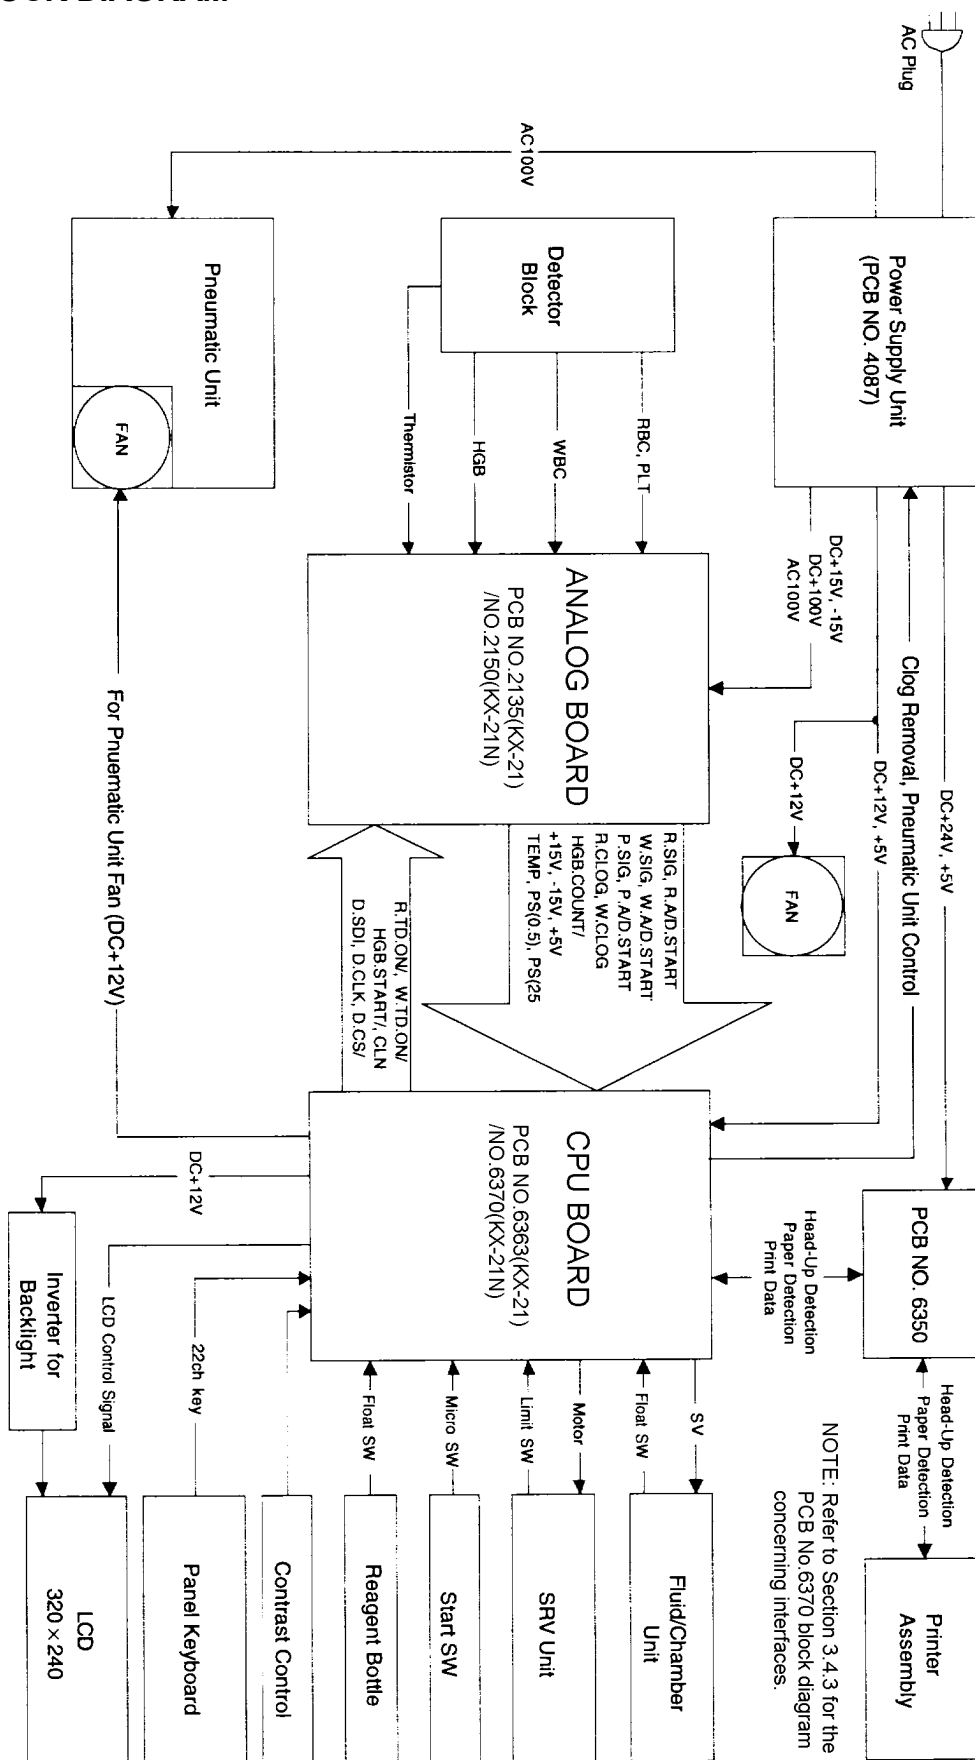 AC Plug
Power Supply Unit
(PCB NO. 4087)
DC+24V, +5V
Clog Removal, Pneumatic Unit Control
DC+12V, +5V
DC+12V
FAN
DC+15V, -15V
DC+100V
AC100V
AC100V
PCB NO. 6350
Head-Up Detection
Paper Detection
Print Data
Head-Up Detection
Paper Detection
Print Data
Printer
Assembly
NOTE: Refer to Section 3.4.3 for the
PCB No.6370 block diagram
concerning interfaces.
Detector
Block
RBC, PLT
WBC
HGB
Thermistor
ANALOG BOARD
PCB NO.2135(KX-21)
/NO.2150(KX-21N)
R.SIG, R.A/D.START
W.SIG, W.A/D.START
P.SIG, P.A/D.START
R.CLOG, W.CLOG
HGB.COUNT/
+15V, -15V, +5V
TEMP, PS(0.5), PS(25
R.TD.ON/, W.TD.ON/
HGB.START/, CLN
D.SDI, D.CLK, D.CS/
CPU BOARD
PCB NO.6363(KX-21)
/NO.6370(KX-21N)
SV
Float SW
Fluid/Chamber
Unit
Motor
Limit SW
SRV Unit
Micro SW
Start SW
Float SW
Reagent Bottle
Contrast Control
22ch key
Panel Keyboard
LCD Control Signal
LCD
320 × 240
DC+12V
Inverter for
Backlight
Pneumatic Unit
FAN
For Pnuematic Unit Fan (DC+12V)